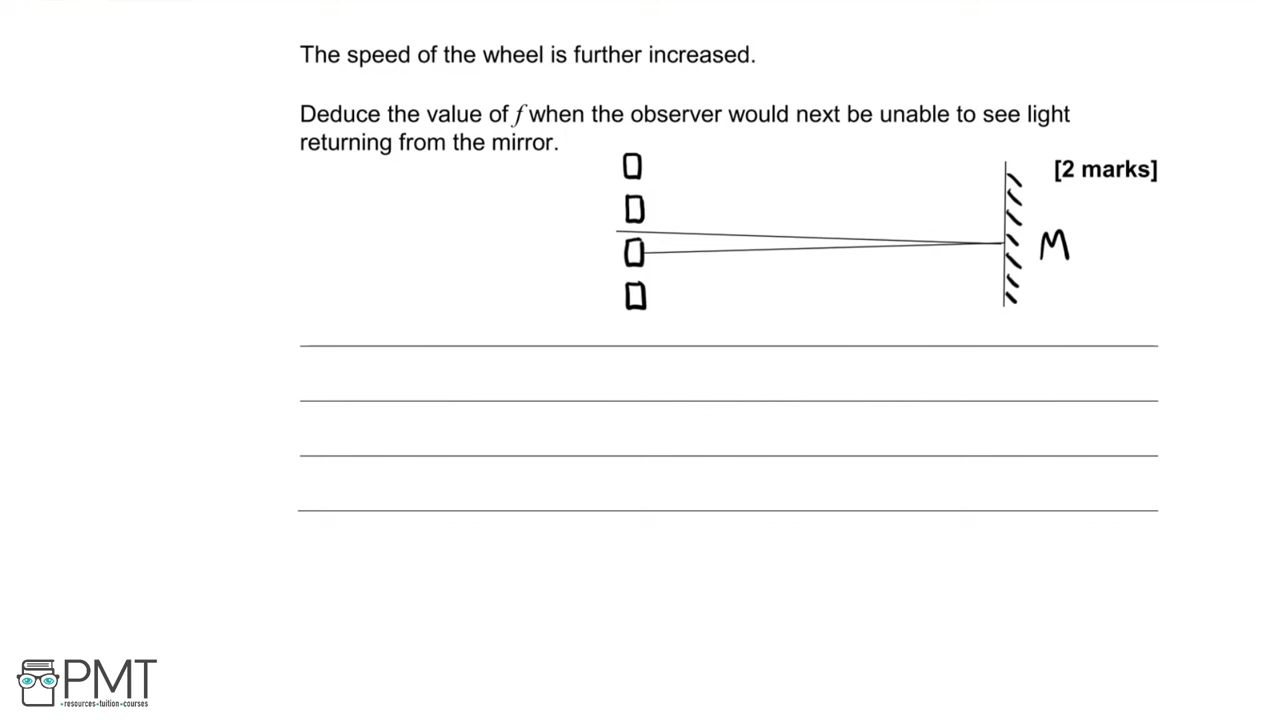 The speed of the wheel is further increased.
Deduce the value of f when the observer would next be unable to see light
returning from the mirror.
[2 marks]
M
PMT
•resources•tuition•courses